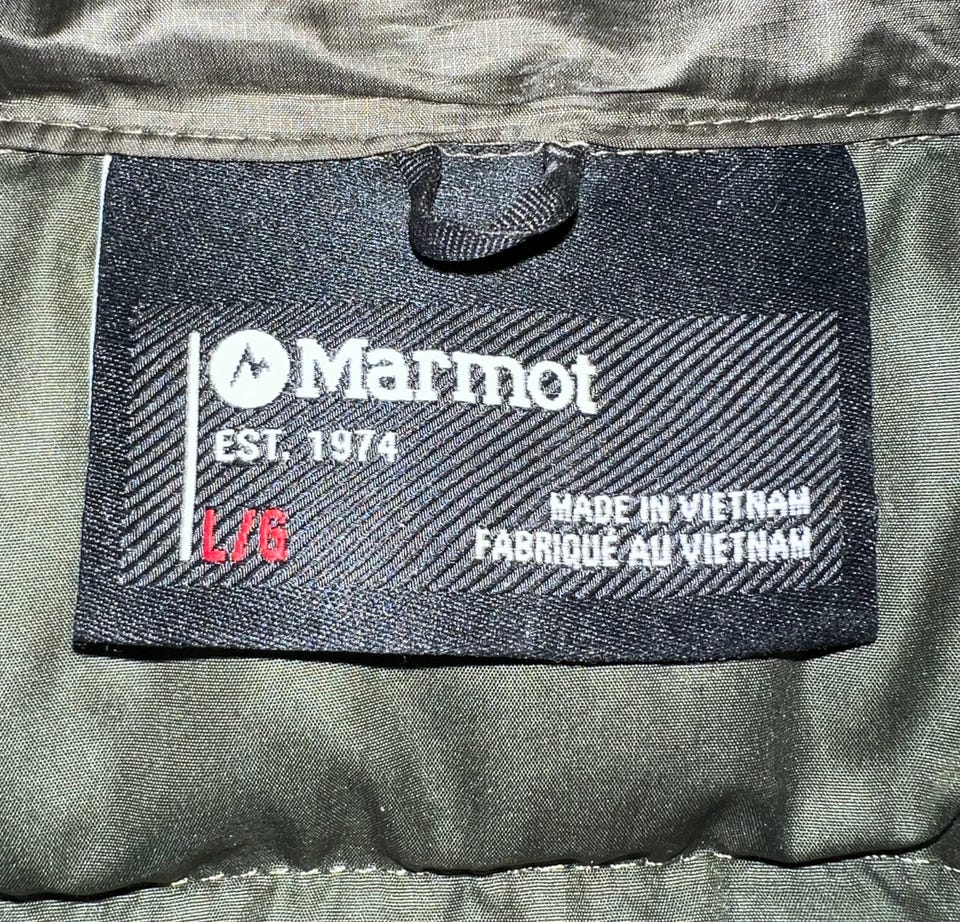 Marmot
EST. 1974
L/G
MADE IN VIETNAM
FABRIQUÉ AU VIETNAM